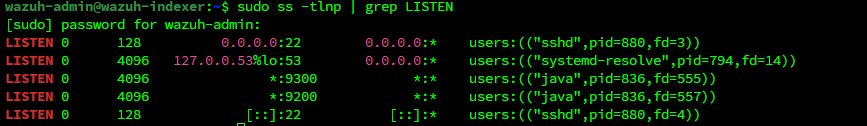 wazuh-admin@wazuh-indexer:~$ sudo ss -tlnp | grep LISTEN
[sudo] password for wazuh-admin:
LISTEN 0      128          0.0.0.0:22        0.0.0.0:*    users:(("sshd",pid=880,fd=3))
LISTEN 0      4096   127.0.0.53%lo:53        0.0.0.0:*    users:(("systemd-resolve",pid=794,fd=14))
LISTEN 0      4096               *:9300            *:*    users:(("java",pid=836,fd=555))
LISTEN 0      4096               *:9200            *:*    users:(("java",pid=836,fd=557))
LISTEN 0      128             [::]:22           [::]:*    users:(("sshd",pid=880,fd=4))